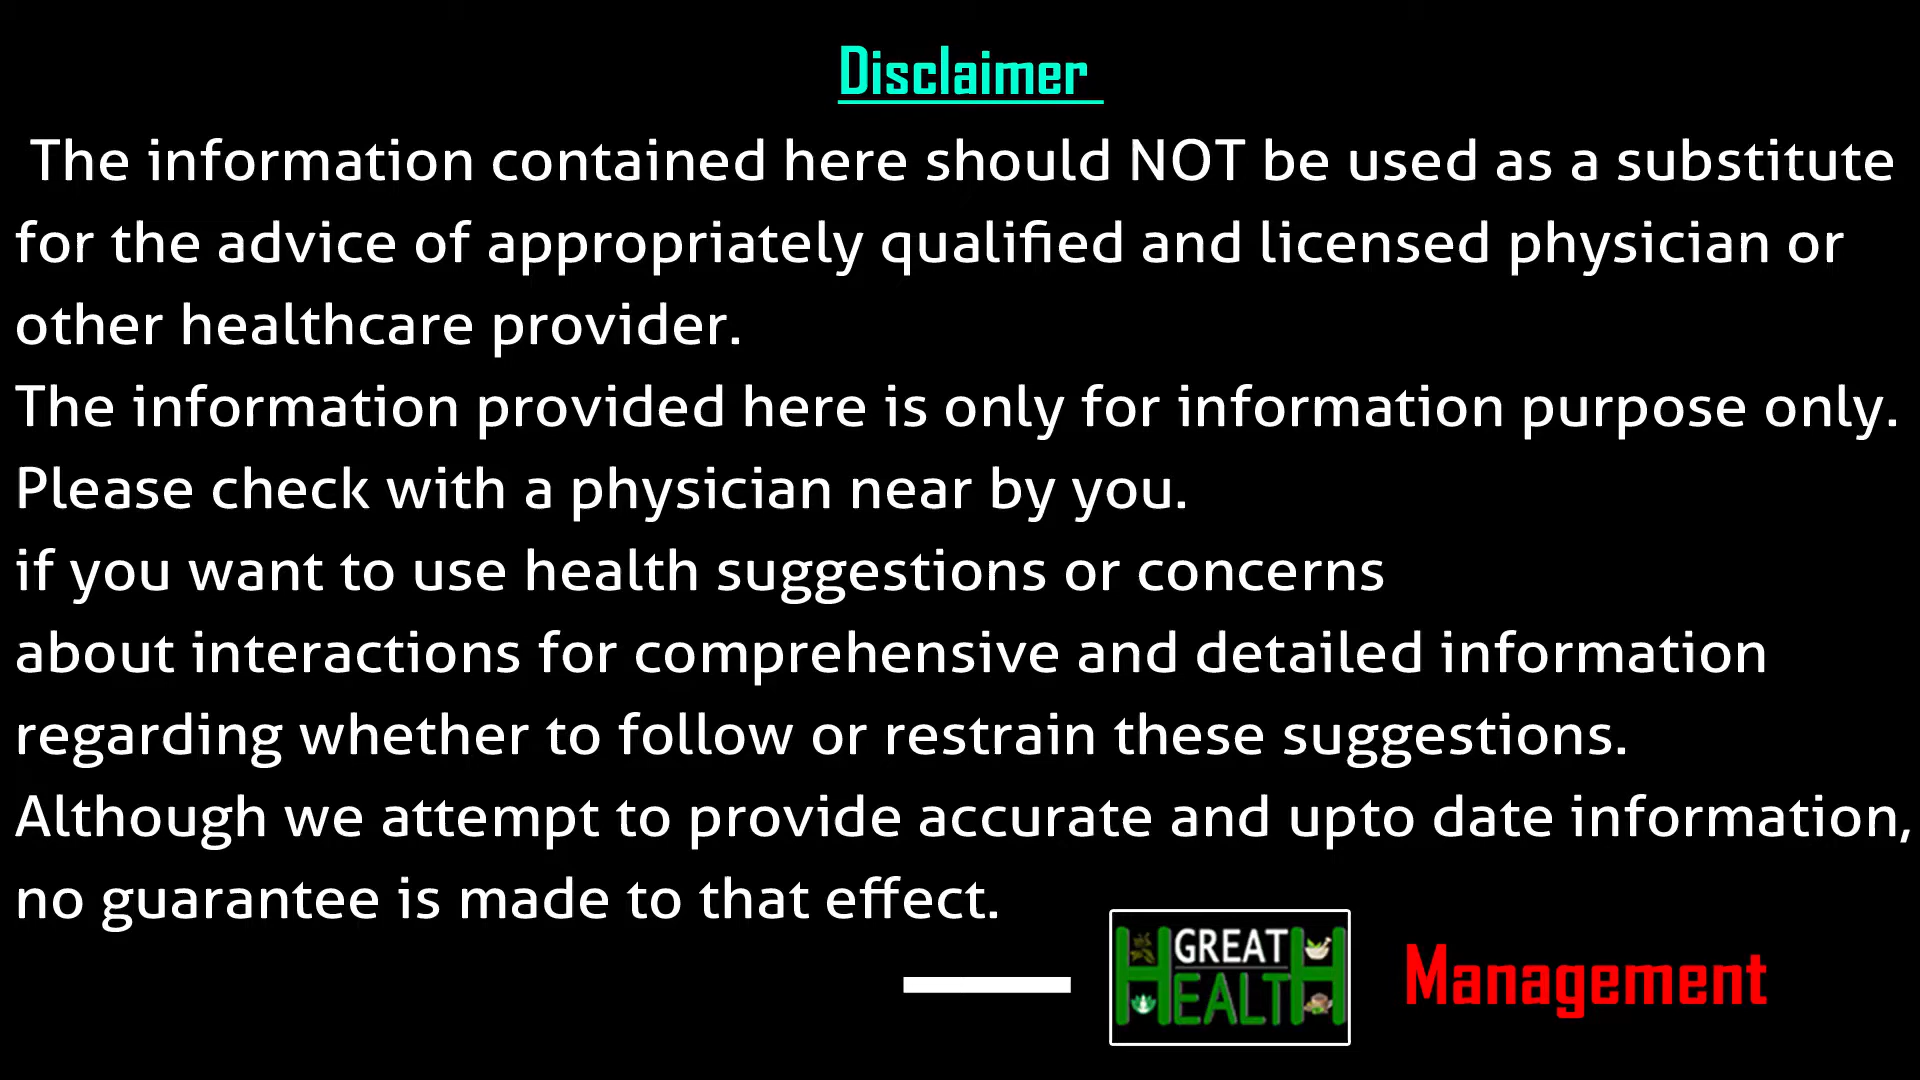 Disclaimer
The information contained here should NOT be used as a substitute
for the advice of appropriately qualified and licensed physician or
other healthcare provider.
The information provided here is only for information purpose only.
Please check with a physician near by you.
if you want to use health suggestions or concerns
about interactions for comprehensive and detailed information
regarding whether to follow or restrain these suggestions.
Although we attempt to provide accurate and upto date information,
no guarantee is made to that effect.
GREAT
HEALTH
Management